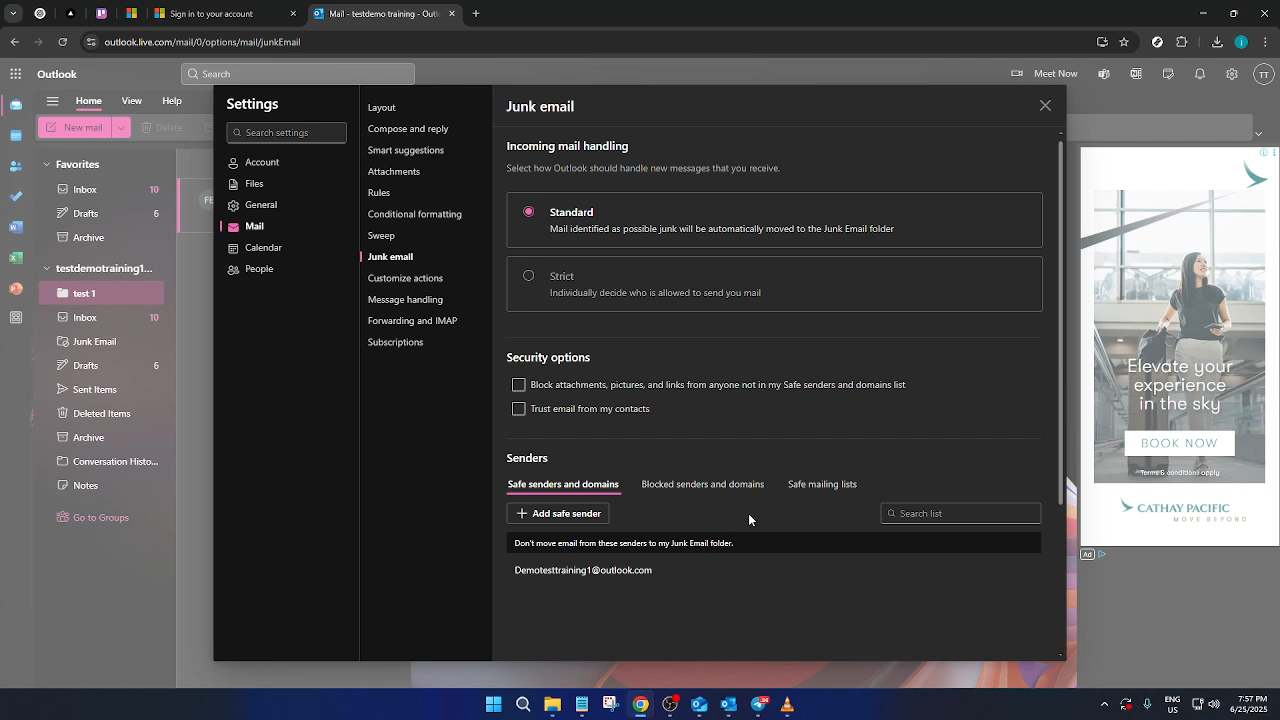 Sign in to your account
Mail - testdemo training - Outl
outlook.live.com/mail/0/options/mail/junkEmail
Outlook
Search
Meet Now
TT
Home
View
Help
New mail
Delete
Favorites
Inbox 10
Drafts 6
Archive
testdemotraining1...
test 1
Inbox 10
Junk Email
Drafts 6
Sent Items
Deleted Items
Archive
Conversation Histo...
Notes
Go to Groups
FE
Settings
Search settings
Account
Files
General
Mail
Calendar
People
Layout
Compose and reply
Smart suggestions
Attachments
Rules
Conditional formatting
Sweep
Junk email
Customize actions
Message handling
Forwarding and IMAP
Subscriptions
Junk email
Incoming mail handling
Select how Outlook should handle new messages that you receive.
Standard
Mail identified as possible junk will be automatically moved to the Junk Email folder
Strict
Individually decide who is allowed to send you mail
Security options
Block attachments, pictures, and links from anyone not in my Safe senders and domains list
Trust email from my contacts
Senders
Safe senders and domains
Blocked senders and domains
Safe mailing lists
Add safe sender
Search list
Don't move email from these senders to my Junk Email folder.
Demotesttraining1@outlook.com
Elevate your
experience
in the sky
BOOK NOW
Terms & conditions apply
CATHAY PACIFIC
MOVE BEYOND
Ad
ENG
US
7:57 PM
6/25/2025